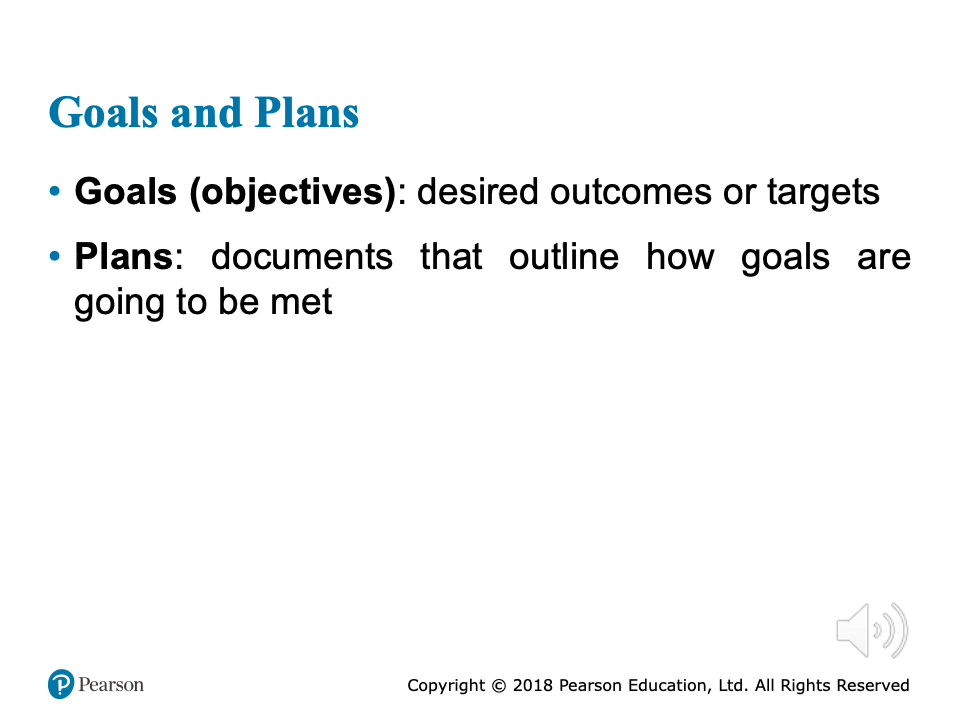 Goals and Plans
• Goals (objectives): desired outcomes or targets
• Plans: documents that outline how goals are
going to be met
Pearson
Copyright © 2018 Pearson Education, Ltd. All Rights Reserved